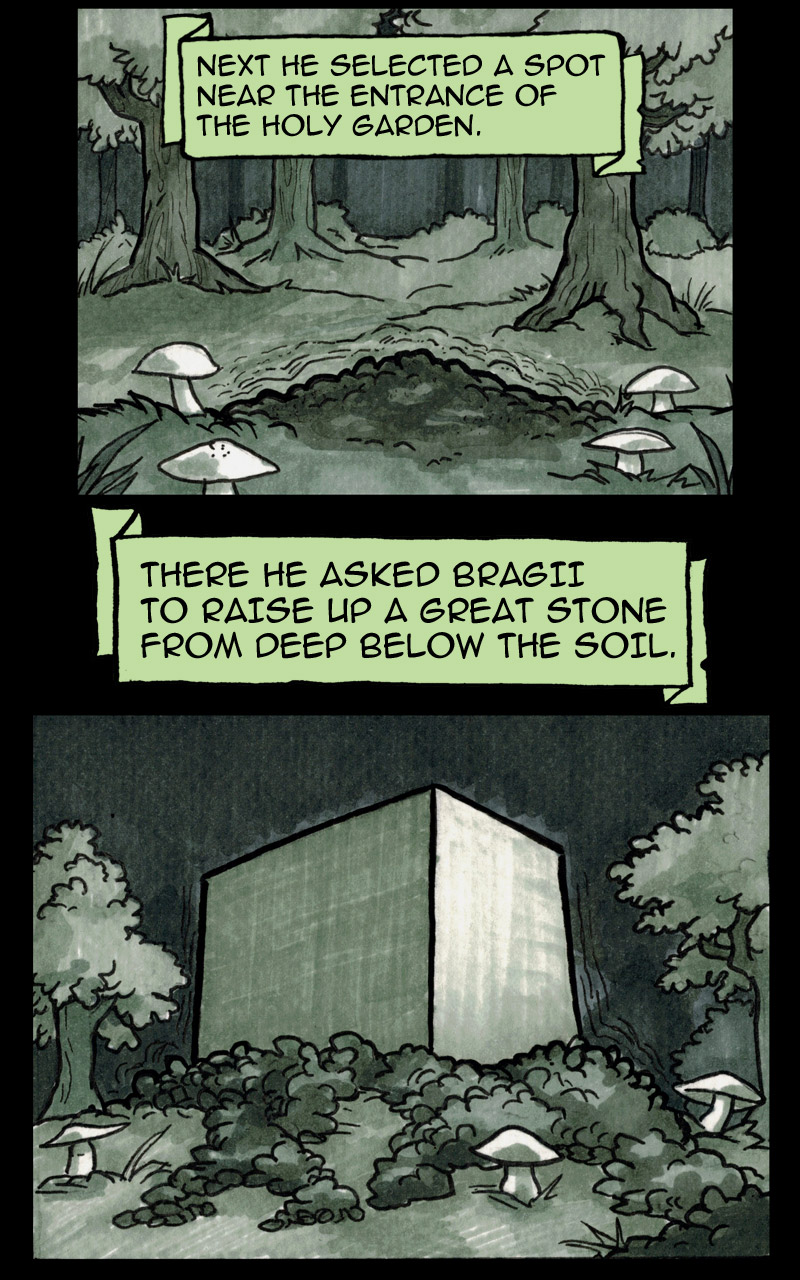 NEXT HE SELECTED A SPOT
NEAR THE ENTRANCE OF
THE HOLY GARDEN.
THERE HE ASKED BRAGII
TO RAISE UP A GREAT STONE
FROM DEEP BELOW THE SOIL.